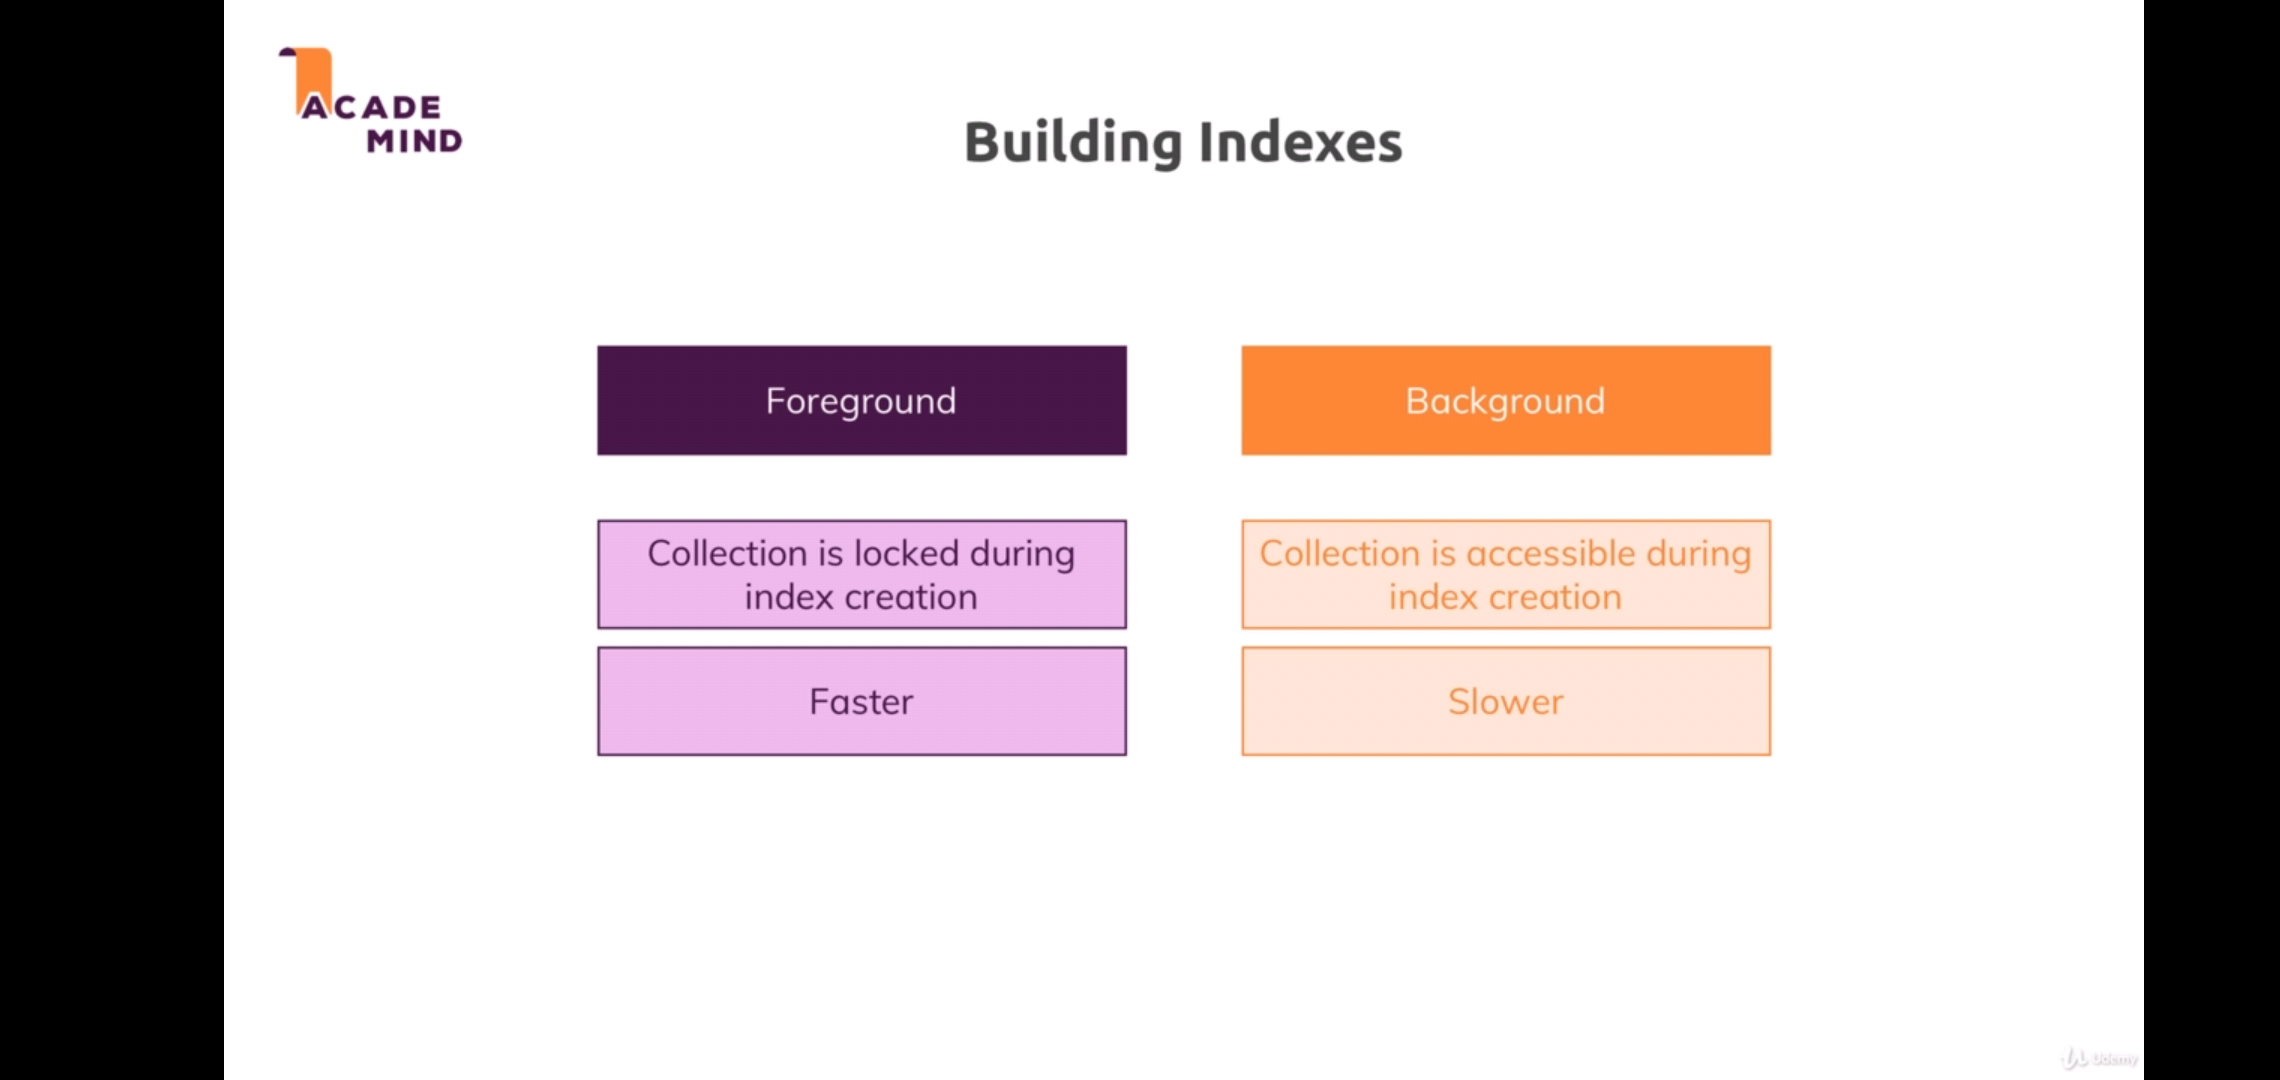 ACADE
MIND
Building Indexes
Foreground
Background
Collection is locked during
index creation
Collection is accessible during
index creation
Faster
Slower
Udemy